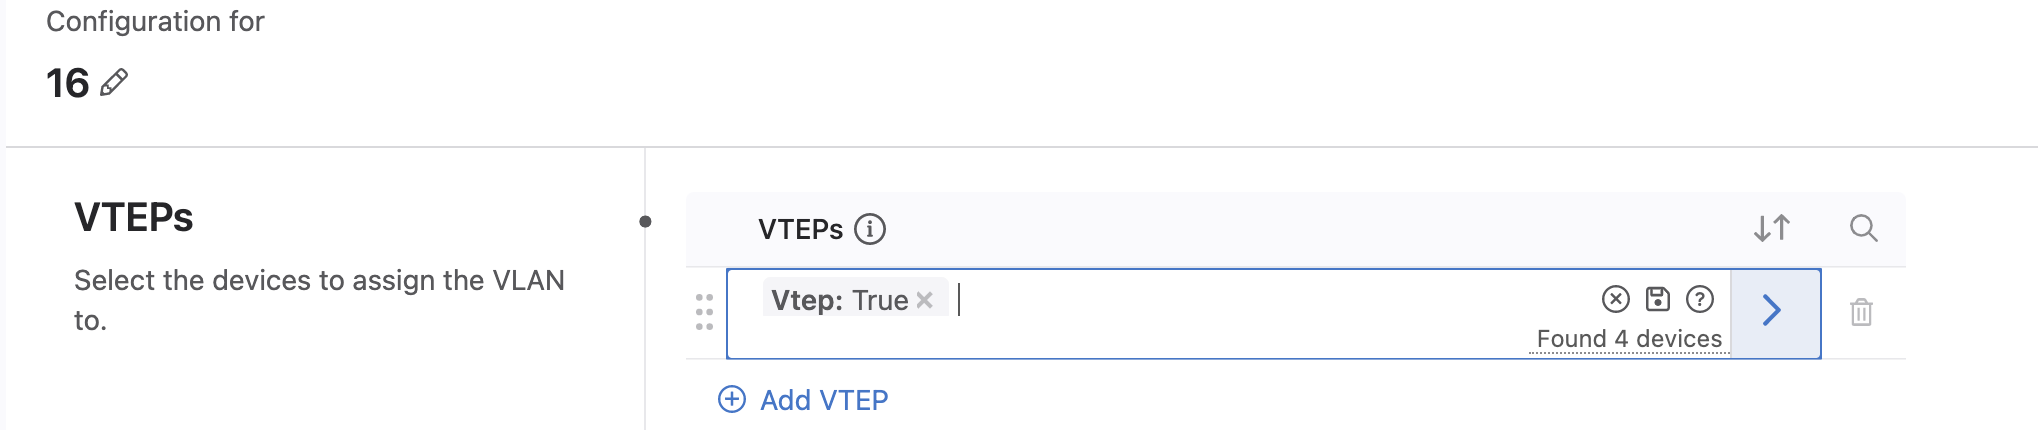 Configuration for
16
VTEPs
Select the devices to assign the VLAN
to.
VTEPs
Vtep: True
Found 4 devices
Add VTEP